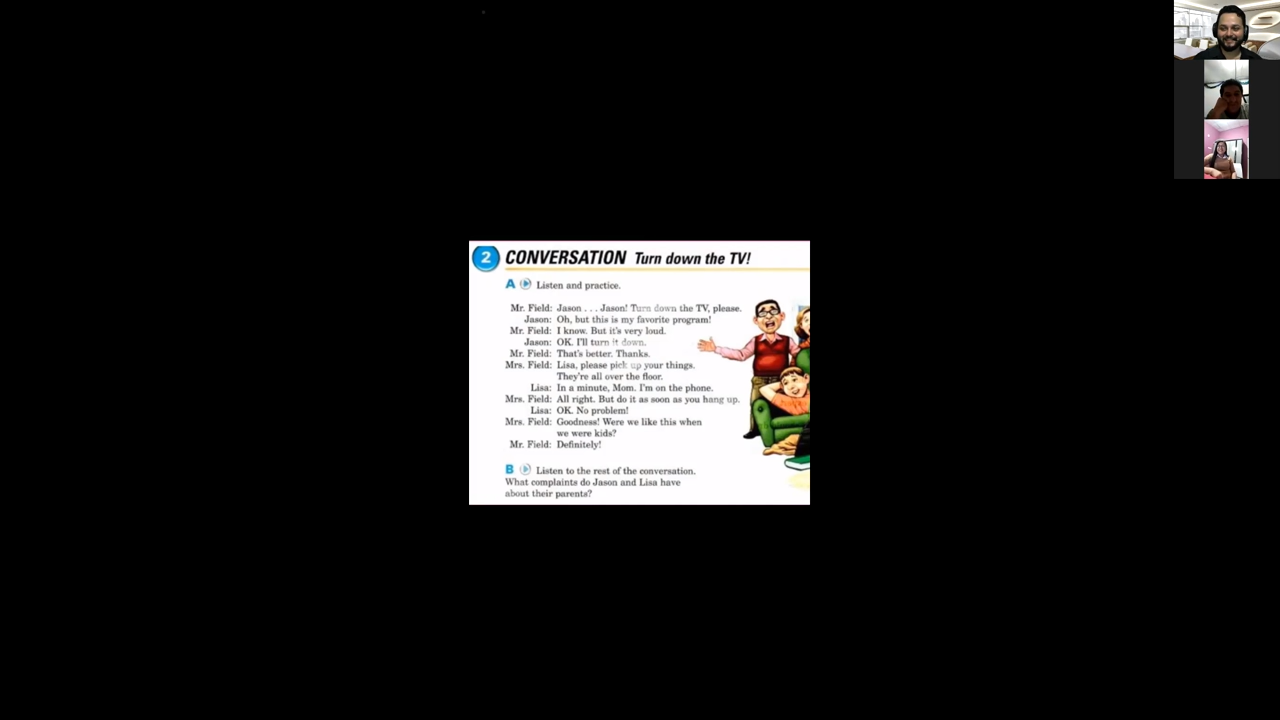 2 CONVERSATION Turn down the TV!
A Listen and practice.
Mr. Field: Jason . . . Jason! Turn down the TV, please.
Jason: Oh, but this is my favorite program!
Mr. Field: I know. But it's very loud.
Jason: OK. I'll turn it down.
Mr. Field: That's better. Thanks.
Mrs. Field: Lisa, please pick up your things.
They're all over the floor.
Lisa: In a minute, Mom. I'm on the phone.
Mrs. Field: All right. But do it as soon as you hang up.
Lisa: OK. No problem!
Mrs. Field: Goodness! Were we like this when
we were kids?
Mr. Field: Definitely!
B Listen to the rest of the conversation.
What complaints do Jason and Lisa have
about their parents?